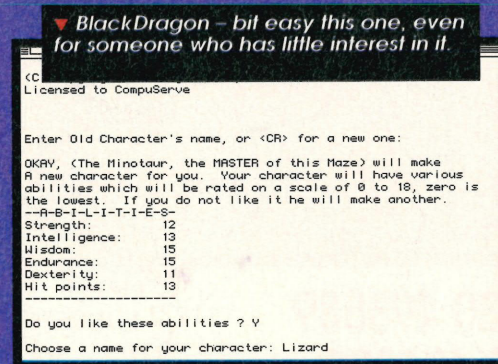 ▼ BlackDragon – bit easy this one, even
for someone who has little interest in it.
<C
Licensed to CompuServe
Enter Old Character's name, or <CR> for a new one:
OKAY, (The Minotaur, the MASTER of this Maze) will make
A new character for you.  Your character will have various
abilities which will be rated on a scale of 0 to 18, zero is
the lowest.  If you do not like it he will make another.
--A-B-I-L-I-T-I-E-S-
Strength: 12
Intelligence: 13
Wisdom: 15
Endurance: 15
Dexterity: 11
Hit points: 13
--------------------
Do you like these abilities ? Y
Choose a name for your character: Lizard